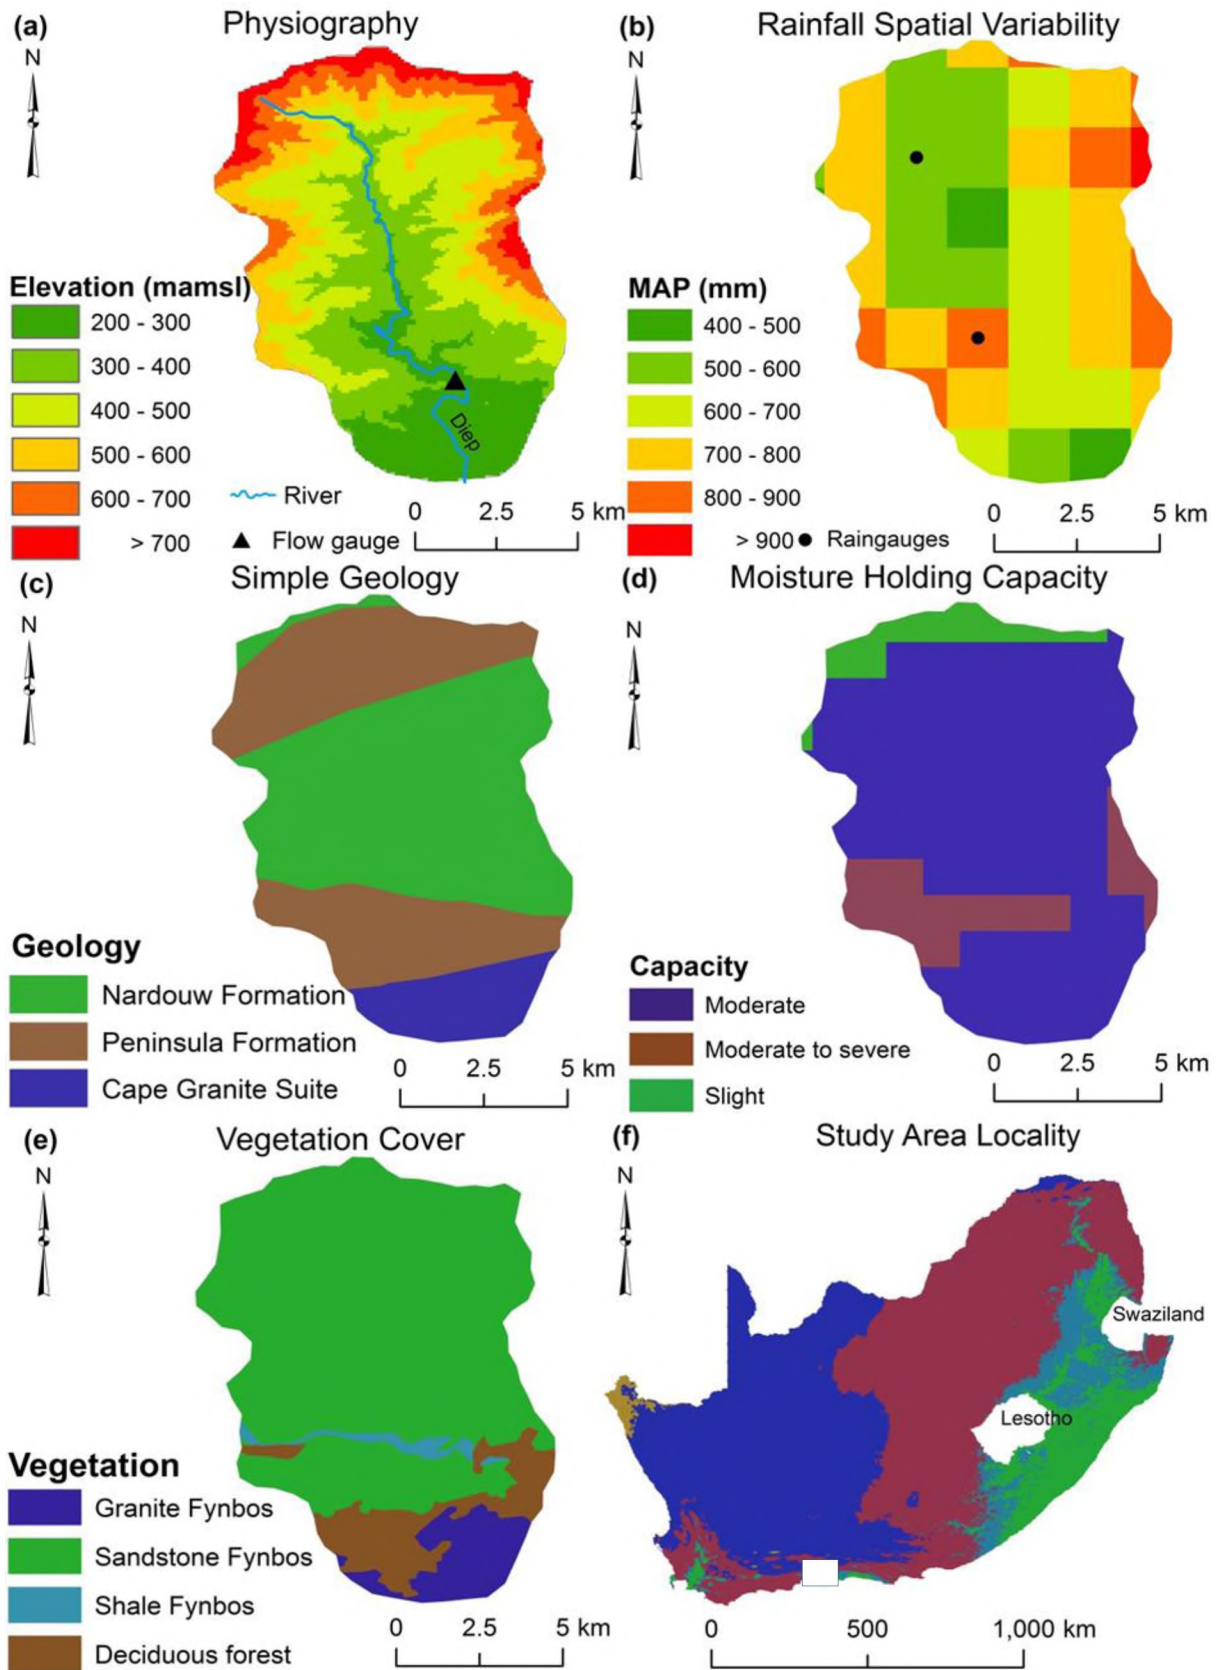 (a) Physiography
N
Elevation (mamsl)
200 - 300
300 - 400
400 - 500
500 - 600
600 - 700
> 700
River
Flow gauge
Diep
0 2.5 5 km
(b) Rainfall Spatial Variability
N
MAP (mm)
400 - 500
500 - 600
600 - 700
700 - 800
800 - 900
> 900
Raingauges
0 2.5 5 km
(c) Simple Geology
N
Geology
Nardouw Formation
Peninsula Formation
Cape Granite Suite
0 2.5 5 km
(d) Moisture Holding Capacity
N
Capacity
Moderate
Moderate to severe
Slight
0 2.5 5 km
(e) Vegetation Cover
N
Vegetation
Granite Fynbos
Sandstone Fynbos
Shale Fynbos
Deciduous forest
0 2.5 5 km
(f) Study Area Locality
N
Swaziland
Lesotho
0 500 1,000 km